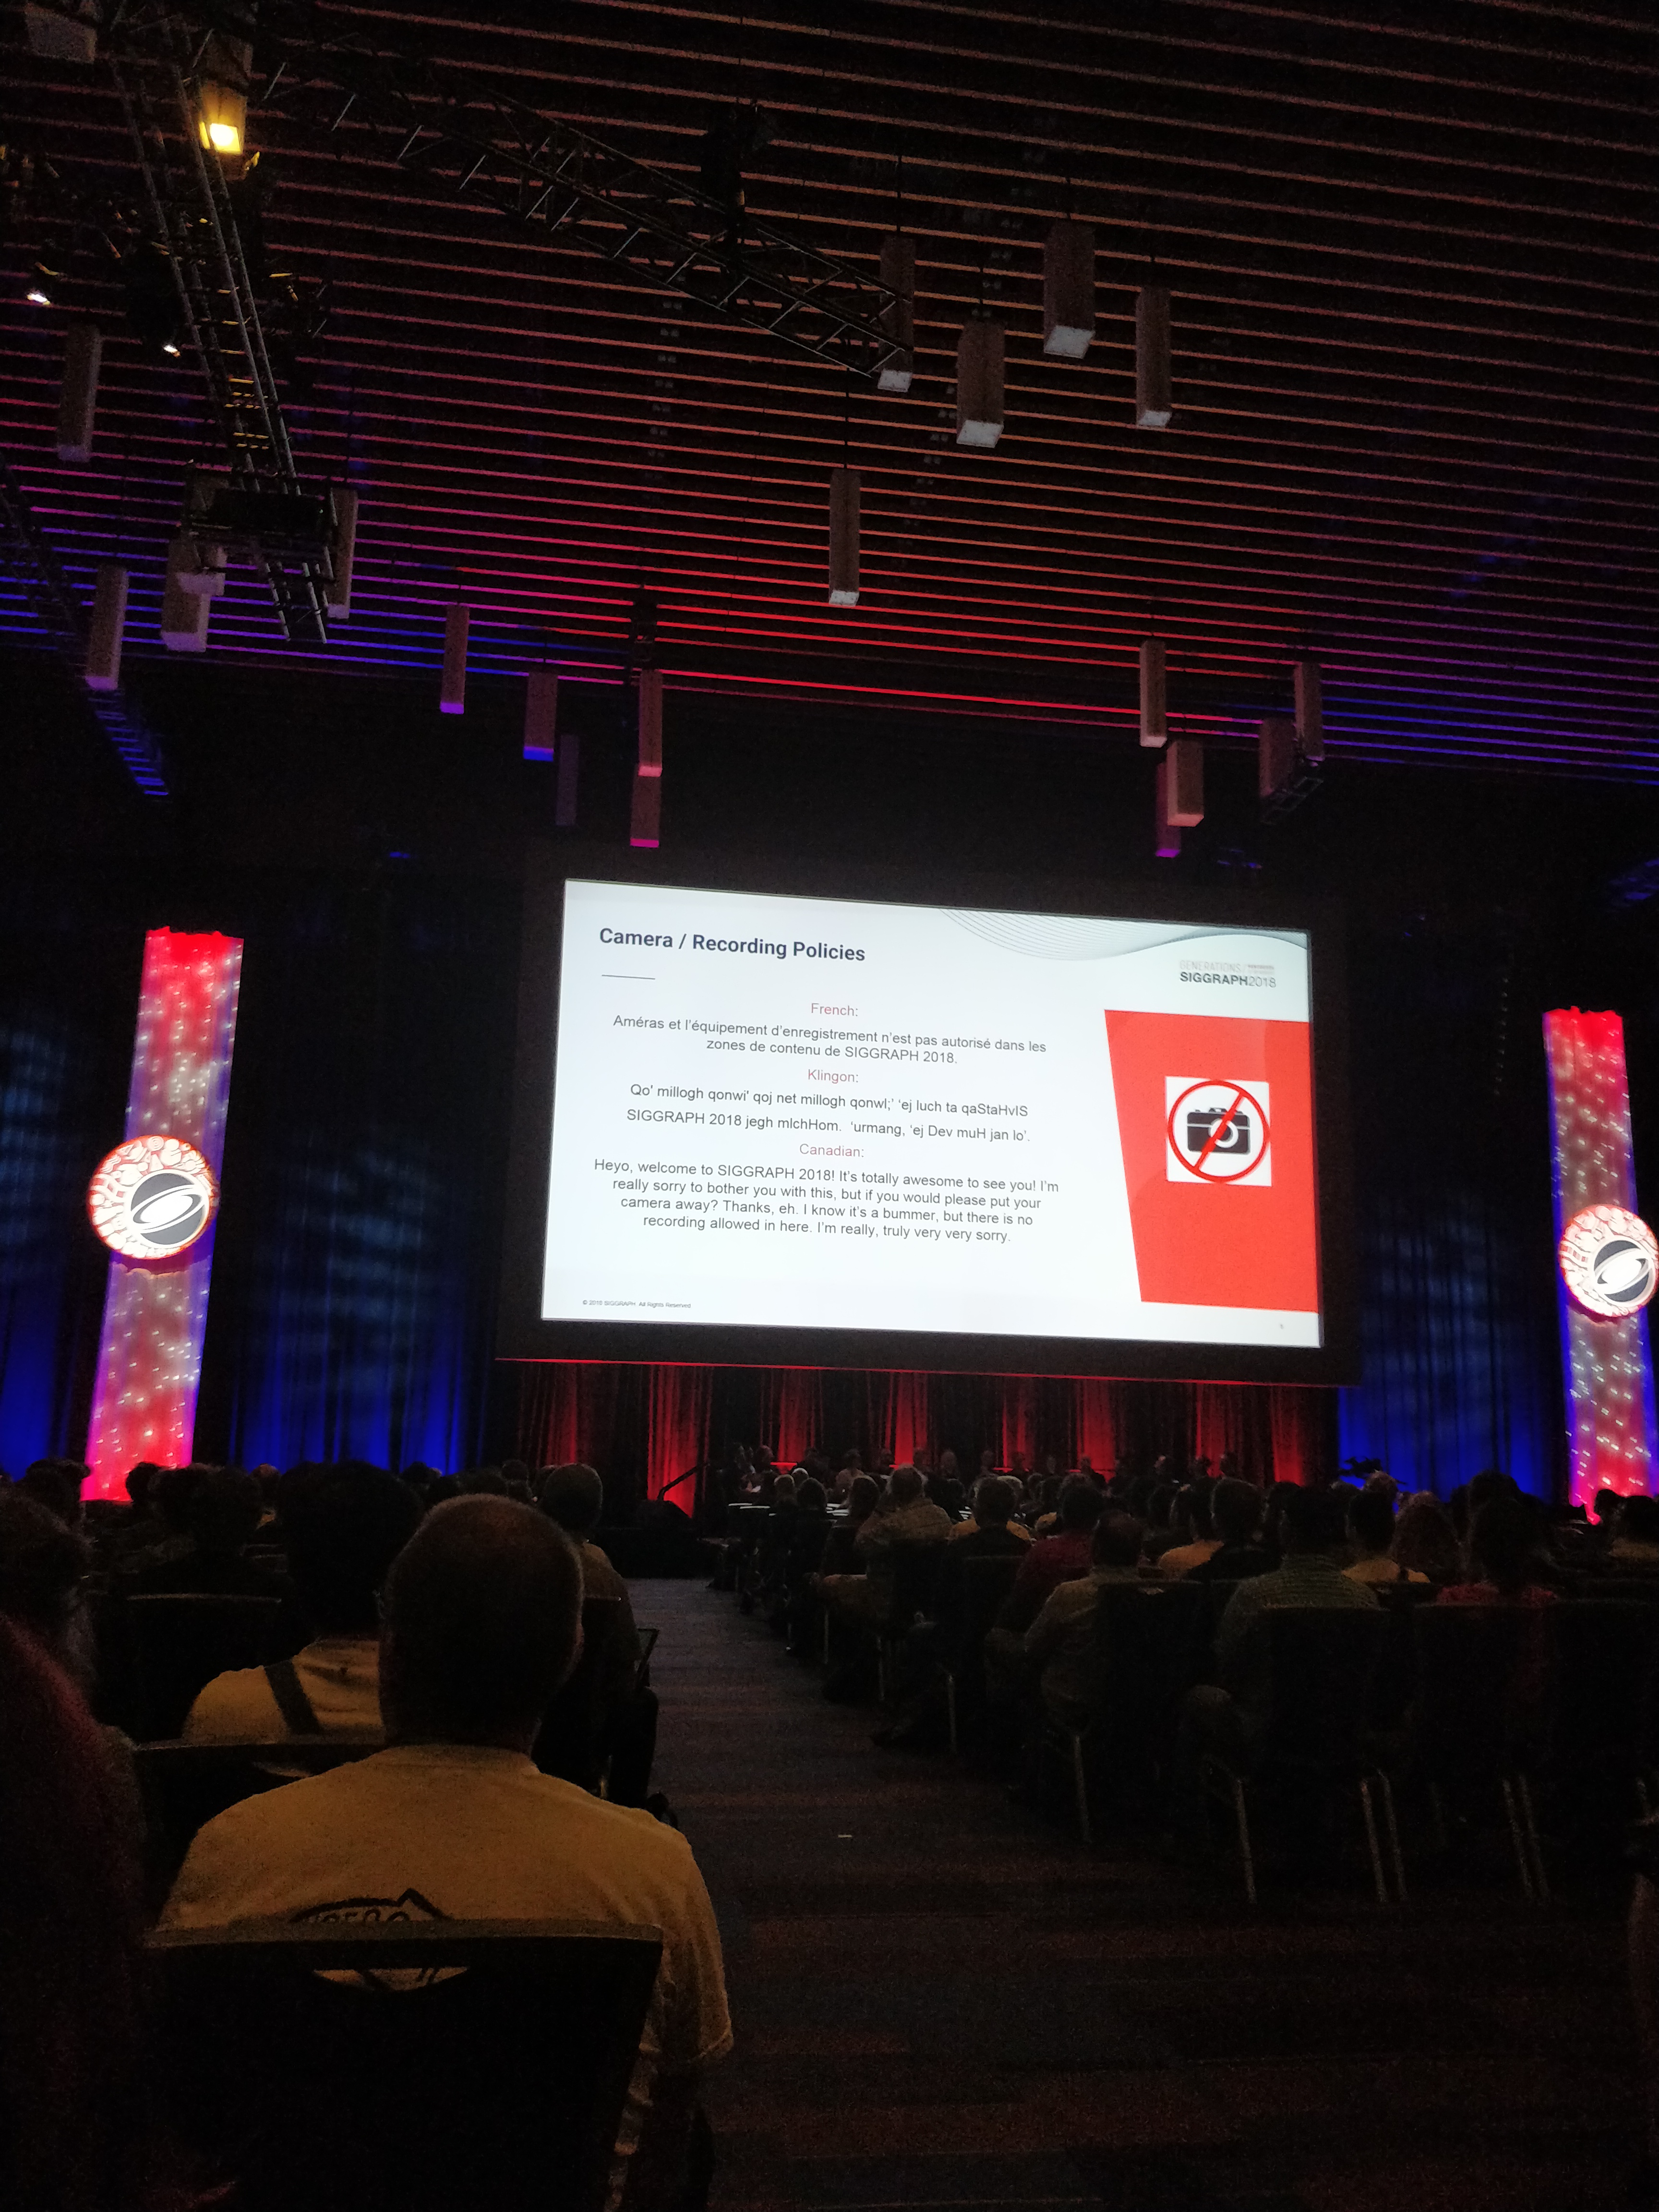 Camera / Recording Policies
GENERATIONS
SIGGRAPH2018
French:
Améras et l'équipement d'enregistrement n'est pas autorisé dans les
zones de contenu de SIGGRAPH 2018.
Klingon:
Qo' millogh qonwi' qoj net millogh qonwI;' 'ej luch ta qaStaHvIS
SIGGRAPH 2018 jegh mIchHom. 'urmang, 'ej Dev muH jan lo'.
Canadian:
Heyo, welcome to SIGGRAPH 2018! It's totally awesome to see you! I'm
really sorry to bother you with this, but if you would please put your
camera away? Thanks, eh. I know it's a bummer, but there is no
recording allowed in here. I'm really, truly very very sorry.
SIGGRAPH. All Rights Reserved